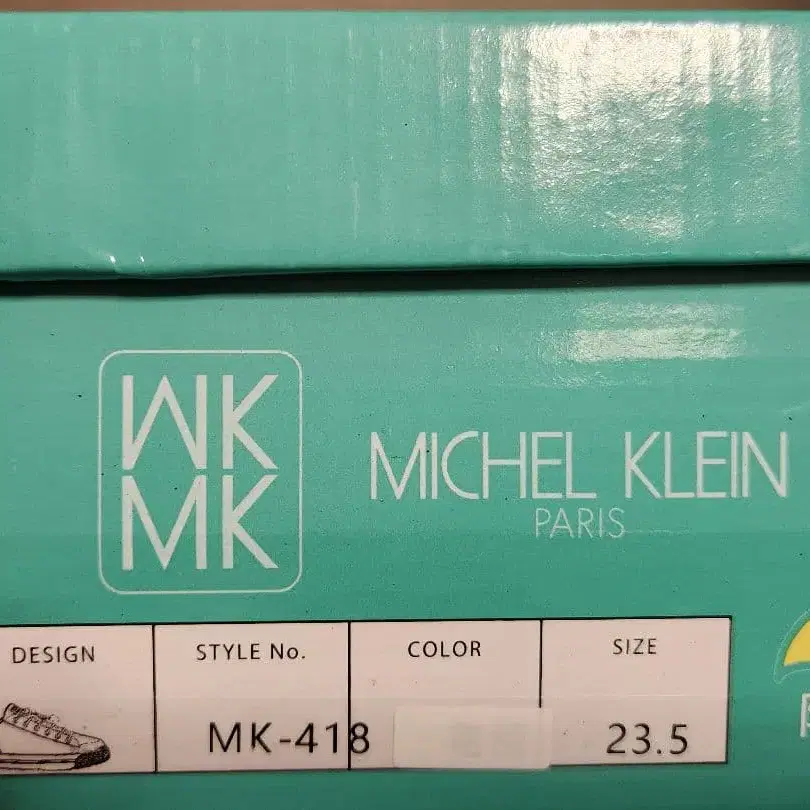 MK
MK
MICHEL KLEIN
PARIS
DESIGN STYLE No. COLOR SIZE
MK-418 23.5